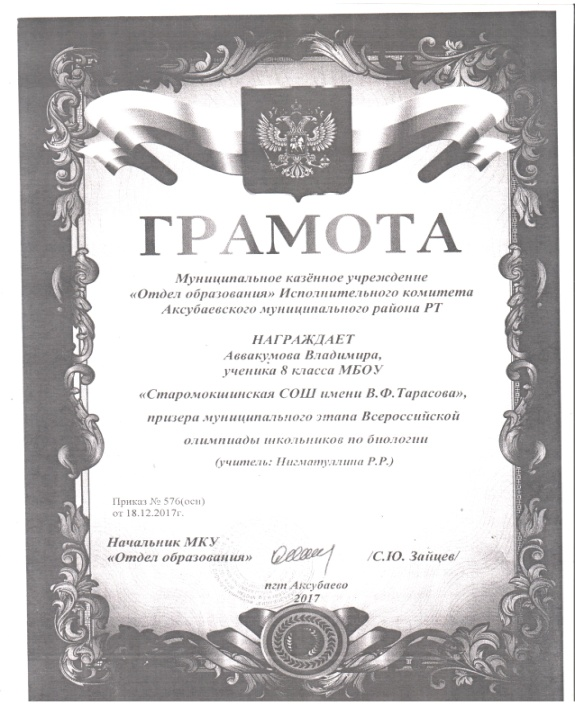 ГРАМОТА
Муниципальное казённое учреждение
«Отдел образования» Исполнительного комитета
Аксубаевского муниципального района РТ
НАГРАЖДАЕТ
Аввакумова Владимира,
ученика 8 класса МБОУ
«Старомокшинская СОШ имени В.Ф.Тарасова»,
призера муниципального этапа Всероссийской
олимпиады школьников по биологии
(учитель: Нигматуллина Р.Р.)
Приказ № 576(осн)
от 18.12.2017г.
Начальник МКУ
«Отдел образования» /С.Ю. Зайцев/
пгт Аксубаево
2017